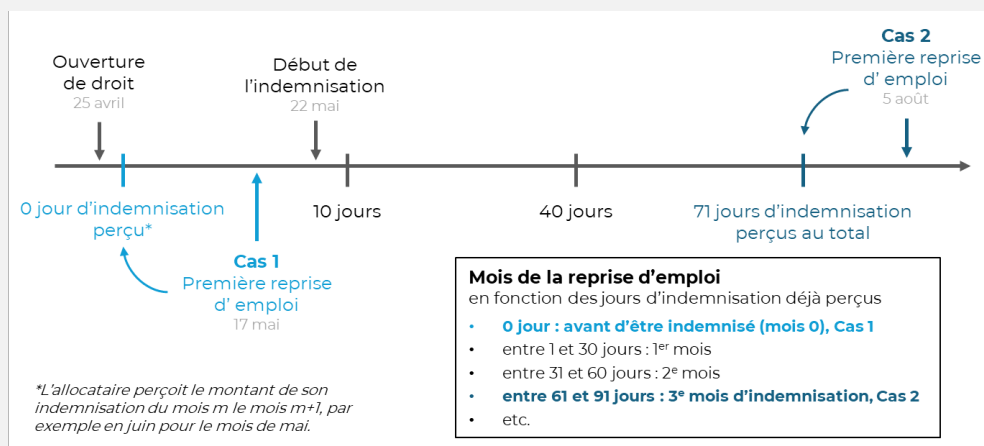 Ouverture
de droit
25 avril
Début de
l'indemnisation
22 mai
Cas 2
Première reprise
d' emploi
5 août
0 jour d'indemnisation
perçu*
10 jours
40 jours
71 jours d'indemnisation
perçus au total
Cas 1
Première reprise
d' emploi
17 mai
Mois de la reprise d'emploi
en fonction des jours d'indemnisation déjà perçus
• 0 jour : avant d'être indemnisé (mois 0), Cas 1
• entre 1 et 30 jours : 1er mois
• entre 31 et 60 jours : 2e mois
• entre 61 et 91 jours : 3e mois d'indemnisation, Cas 2
• etc.
*L'allocataire perçoit le montant de son
indemnisation du mois m le mois m+1, par
exemple en juin pour le mois de mai.